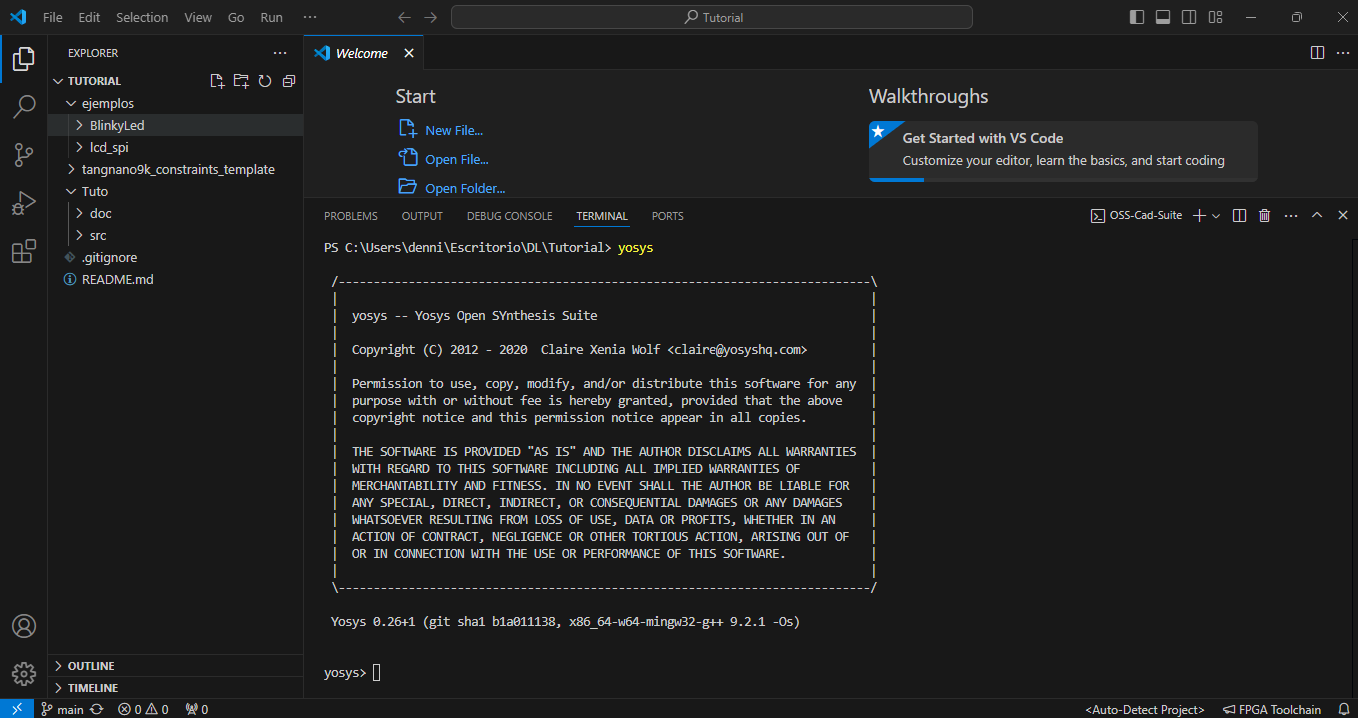 File Edit Selection View Go Run ···
Tutorial
EXPLORER
TUTORIAL
ejemplos
BlinkyLed
lcd_spi
tangnano9k_constraints_template
Tuto
doc
src
.gitignore
README.md
OUTLINE
TIMELINE
Welcome
Start
New File...
Open File...
Open Folder...
Walkthroughs
Get Started with VS Code
Customize your editor, learn the basics, and start coding
PROBLEMS OUTPUT DEBUG CONSOLE TERMINAL PORTS
OSS-Cad-Suite
PS C:\Users\denni\Escritorio\DL\Tutorial> yosys
/----------------------------------------------------------------------------\
yosys -- Yosys Open SYnthesis Suite
Copyright (C) 2012 - 2020  Claire Xenia Wolf <claire@yosyshq.com>
Permission to use, copy, modify, and/or distribute this software for any
purpose with or without fee is hereby granted, provided that the above
copyright notice and this permission notice appear in all copies.
THE SOFTWARE IS PROVIDED "AS IS" AND THE AUTHOR DISCLAIMS ALL WARRANTIES
WITH REGARD TO THIS SOFTWARE INCLUDING ALL IMPLIED WARRANTIES OF
MERCHANTABILITY AND FITNESS. IN NO EVENT SHALL THE AUTHOR BE LIABLE FOR
ANY SPECIAL, DIRECT, INDIRECT, OR CONSEQUENTIAL DAMAGES OR ANY DAMAGES
WHATSOEVER RESULTING FROM LOSS OF USE, DATA OR PROFITS, WHETHER IN AN
ACTION OF CONTRACT, NEGLIGENCE OR OTHER TORTIOUS ACTION, ARISING OUT OF
OR IN CONNECTION WITH THE USE OR PERFORMANCE OF THIS SOFTWARE.
\----------------------------------------------------------------------------/
Yosys 0.26+1 (git sha1 b1a011138, x86_64-w64-mingw32-g++ 9.2.1 -Os)
yosys>
main 0 0 0 <Auto-Detect Project> FPGA Toolchain